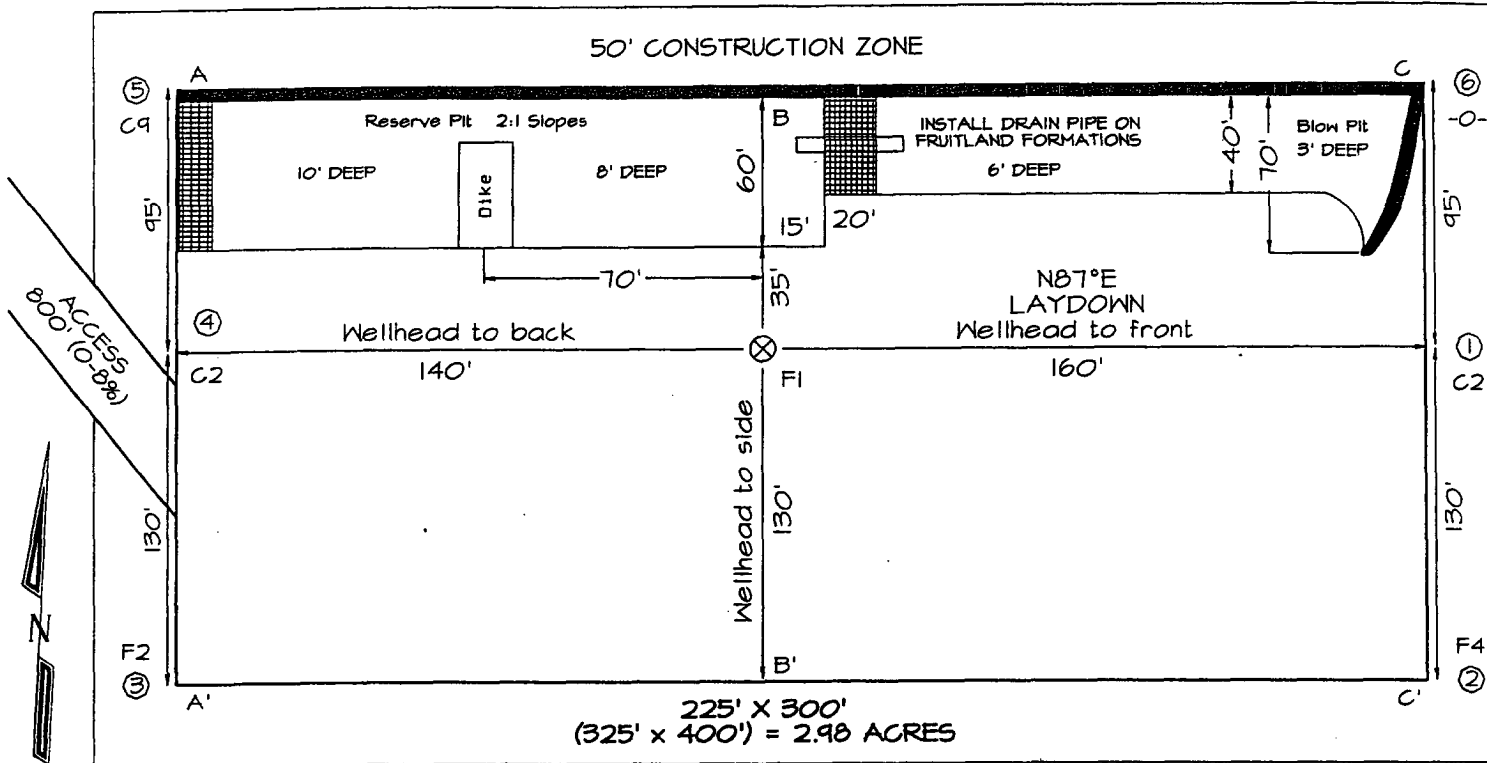 50' CONSTRUCTION ZONE
A
C
5
6
C9
-0-
Reserve Pit 2:1 Slopes
B
INSTALL DRAIN PIPE ON
FRUITLAND FORMATIONS
Blow Pit
3' DEEP
10' DEEP
Dike
8' DEEP
60'
6' DEEP
40'
70'
95'
15'
20'
95'
70'
35'
N87°E
LAYDOWN
ACCESS
800' (0-8%)
4
Wellhead to back
Wellhead to front
1
C2
140'
F1
160'
C2
Wellhead to side
130'
130'
130'
N
F2
B'
F4
3
2
A'
C'
225' X 300'
(325' x 400') = 2.98 ACRES